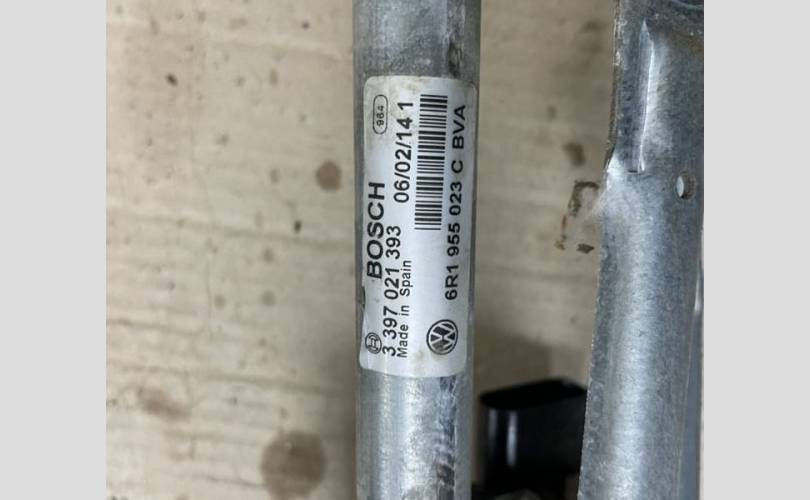 BOSCH 964
3 397 021 393 06/02/14 1
Made in Spain
6R1 955 023 C BVA